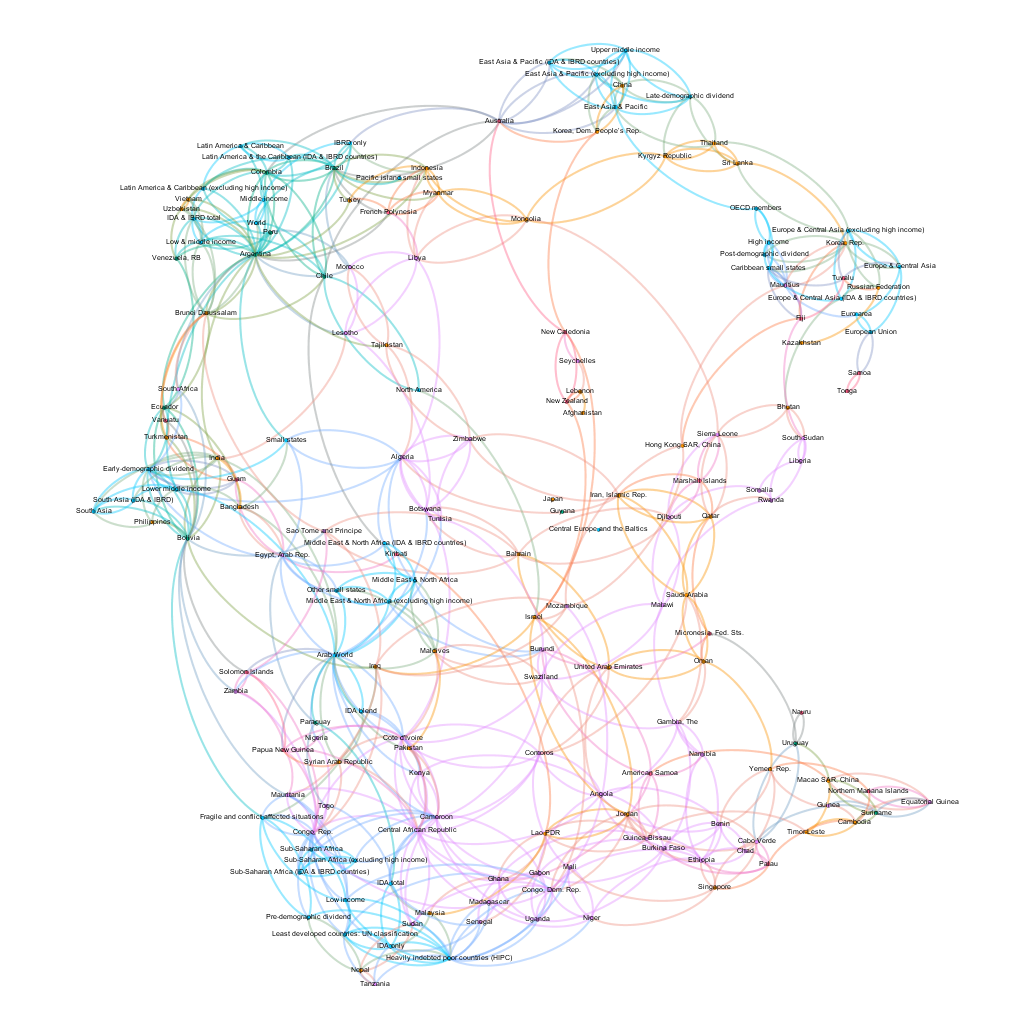 Upper middle income
East Asia & Pacific (IDA & IBRD countries)
East Asia & Pacific (excluding high income)
China
Late-demographic dividend
East Asia & Pacific
Australia
Korea, Dem. People's Rep.
Thailand
IBRD only
Latin America & Caribbean
Latin America & the Caribbean (IDA & IBRD countries)
Kyrgyz Republic
Sri Lanka
Colombia
Brazil
Indonesia
Pacific island small states
Latin America & Caribbean (excluding high income)
Myanmar
Vietnam
Middle income
Turkey
Uzbekistan
French Polynesia
OECD members
IDA & IBRD total
Mongolia
World
Peru
Europe & Central Asia (excluding high income)
Low & middle income
High income
Korea, Rep.
Venezuela, RB
Argentina
Libya
Post-demographic dividend
Morocco
Caribbean small states
Europe & Central Asia
Chile
Tuvalu
Mauritius
Russian Federation
Europe & Central Asia (IDA & IBRD countries)
Brunei Darussalam
Fiji
Euro area
Lesotho
New Caledonia
European Union
Tajikistan
Kazakhstan
Seychelles
Samoa
South Africa
North America
Lebanon
Tonga
New Zealand
Ecuador
Afghanistan
Bhutan
Vanuatu
Turkmenistan
Small states
Zimbabwe
Sierra Leone
South Sudan
Hong Kong SAR, China
India
Algeria
Liberia
Early-demographic dividend
Guam
Marshall Islands
Lower middle income
Somalia
South Asia (IDA & IBRD)
Japan
Iran, Islamic Rep.
Rwanda
South Asia
Bangladesh
Botswana
Guyana
Philippines
Tunisia
Djibouti
Qatar
Sao Tome and Principe
Central Europe and the Baltics
Bolivia
Middle East & North Africa (IDA & IBRD countries)
Egypt, Arab Rep.
Kiribati
Bahrain
Middle East & North Africa
Other small states
Saudi Arabia
Middle East & North Africa (excluding high income)
Mozambique
Malawi
Israel
Micronesia, Fed. Sts.
Arab World
Maldives
Burundi
Oman
Iraq
United Arab Emirates
Solomon Islands
Swaziland
Zambia
IDA blend
Nauru
Paraguay
Gambia, The
Nigeria
Cote d'Ivoire
Uruguay
Papua New Guinea
Pakistan
Comoros
Namibia
Syrian Arab Republic
Kenya
American Samoa
Yemen, Rep.
Macao SAR, China
Mauritania
Angola
Northern Mariana Islands
Togo
Guinea
Equatorial Guinea
Fragile and conflict affected situations
Cameroon
Jordan
Suriname
Congo, Rep.
Central African Republic
Lao PDR
Benin
Cambodia
Timor-Leste
Guinea-Bissau
Cabo Verde
Sub-Saharan Africa
Burkina Faso
Chad
Sub-Saharan Africa (excluding high income)
Ethiopia
Palau
Sub-Saharan Africa (IDA & IBRD countries)
Mali
Gabon
IDA total
Ghana
Congo, Dem. Rep.
Singapore
Low income
Madagascar
Pre-demographic dividend
Malaysia
Sudan
Senegal
Uganda
Niger
Least developed countries: UN classification
IDA only
Heavily indebted poor countries (HIPC)
Nepal
Tanzania